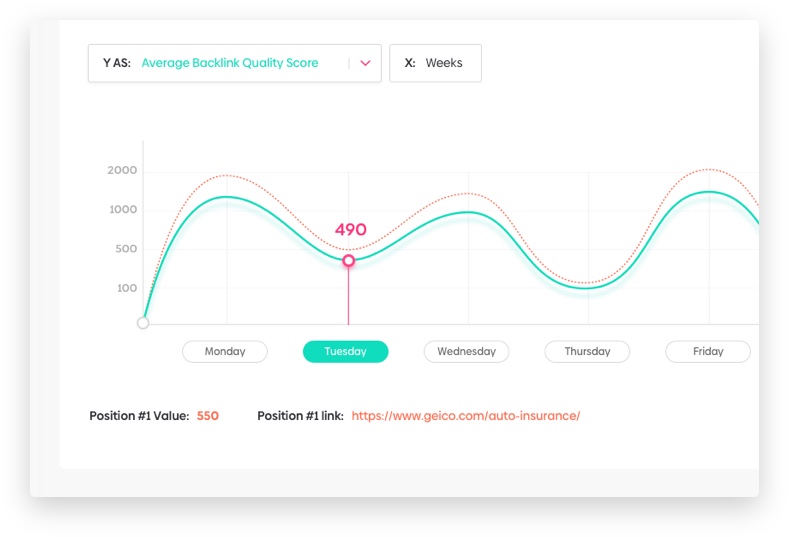 Y AS: Average Backlink Quality Score
X: Weeks
2000
1000
500
100
490
Monday
Tuesday
Wednesday
Thursday
Friday
Position #1 Value: 550
Position #1 link: https://www.geico.com/auto-insurance/